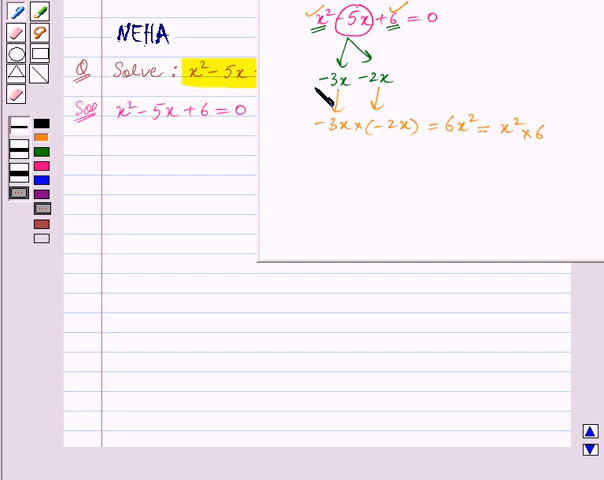 NEHA
Q Solve : x² - 5x
Sol x² - 5x + 6 = 0
x² - 5x + 6 = 0
-3x -2x
-3x × (-2x) = 6x² = x² × 6